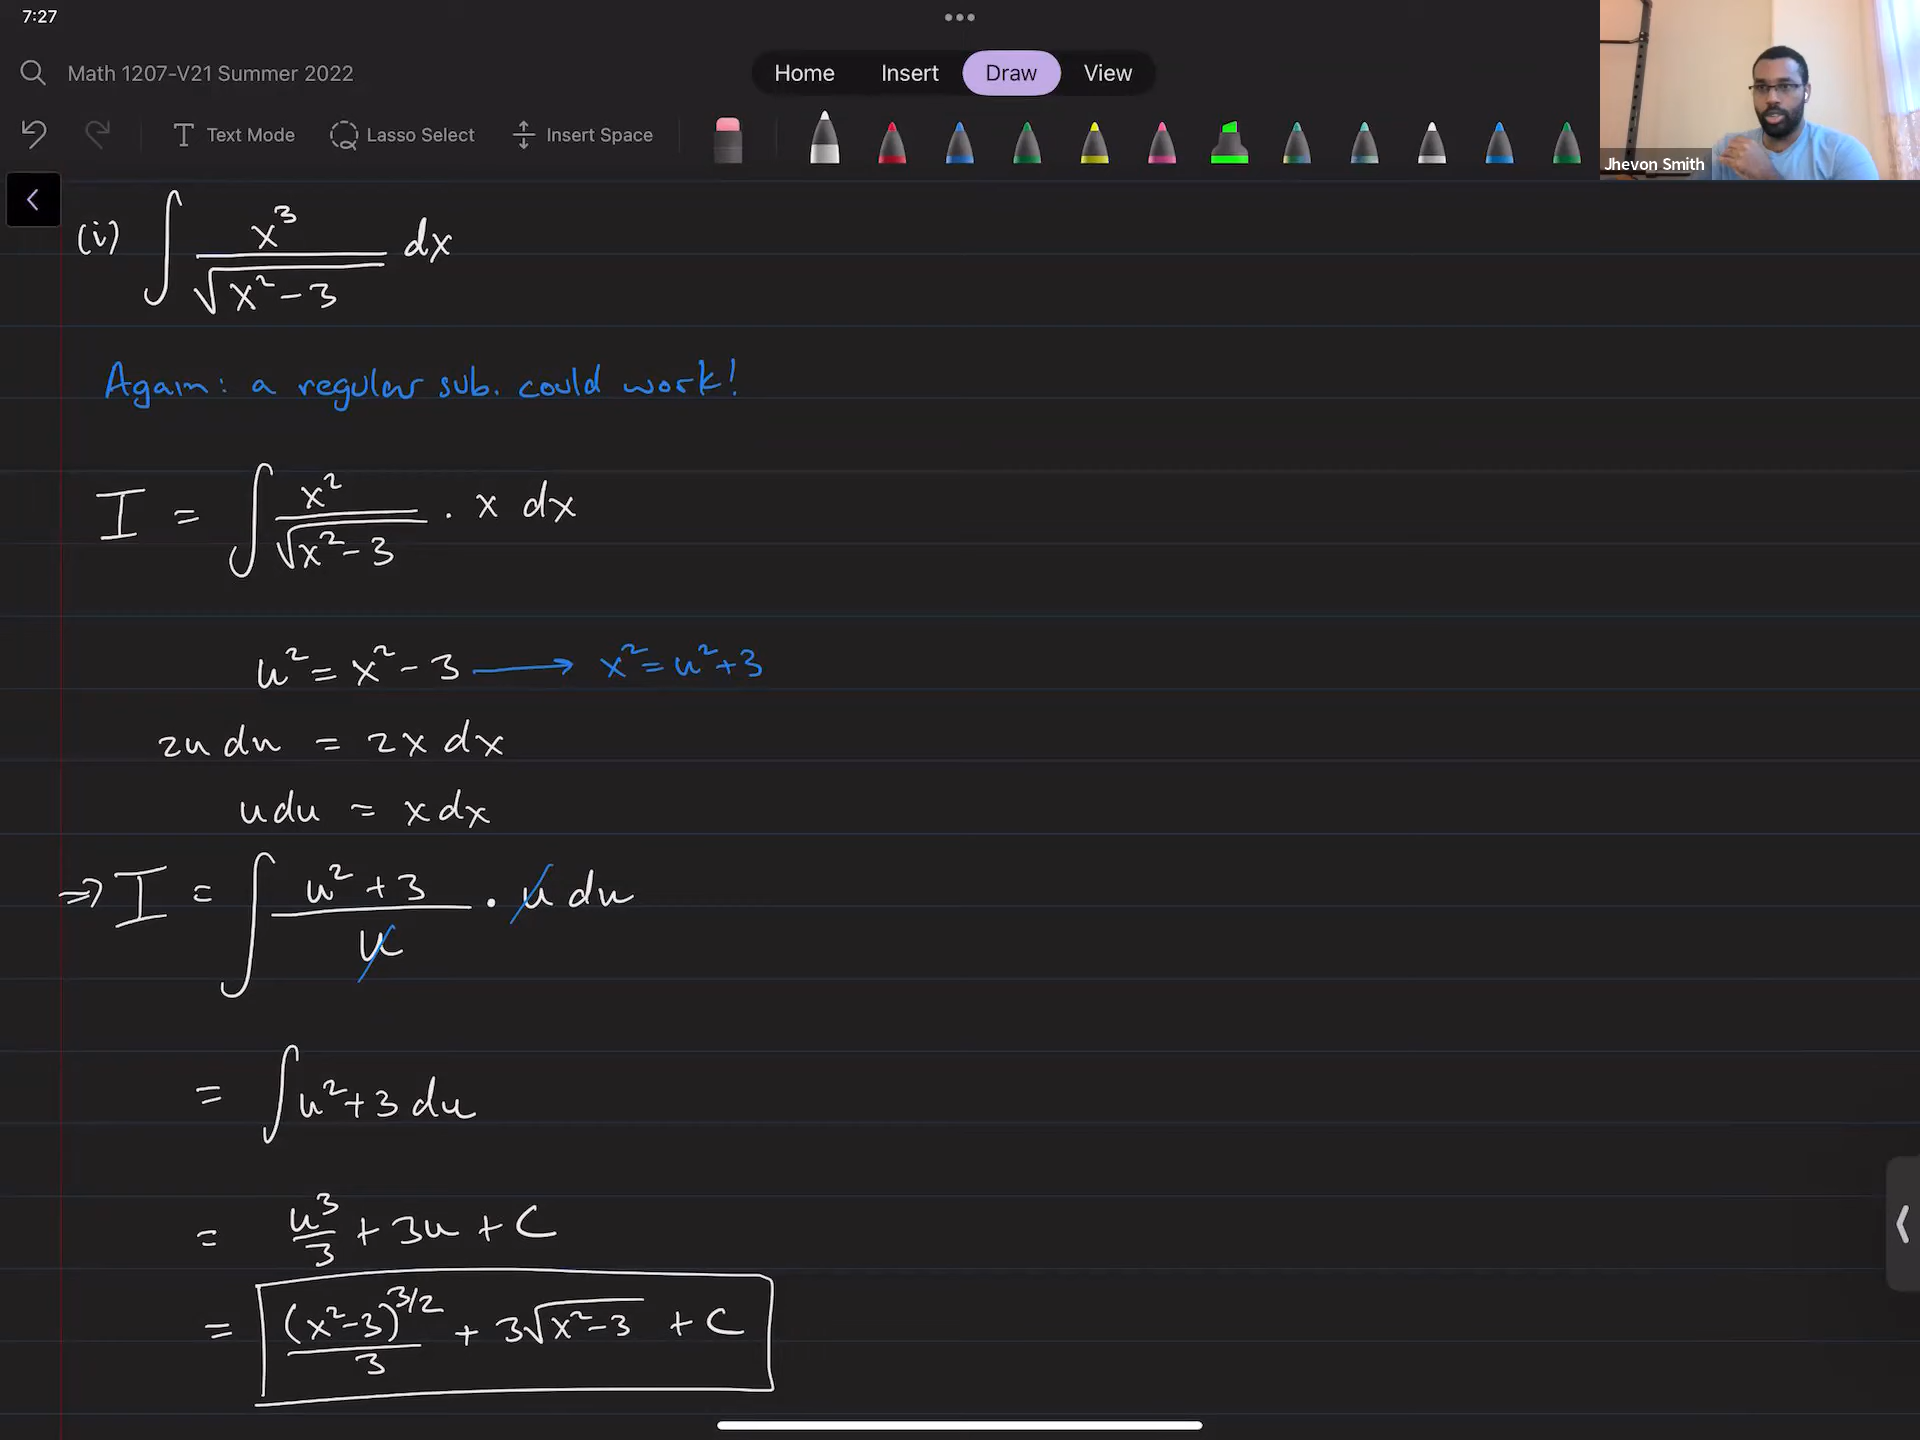 7:27
Math 1207-V21 Summer 2022
Home Insert Draw View
Text Mode Lasso Select Insert Space
Jhevon Smith
(i) ∫ x³/√(x²-3) dx
Again: a regular sub. could work!
I = ∫ x²/√(x²-3) · x dx
u² = x² - 3 ⟶ x² = u² + 3
2u du = 2x dx
u du = x dx
⇒ I = ∫ (u² + 3)/u · u du
= ∫ u² + 3 du
= u³/3 + 3u + C
= (x²-3)^(3/2)/3 + 3√(x²-3) + C